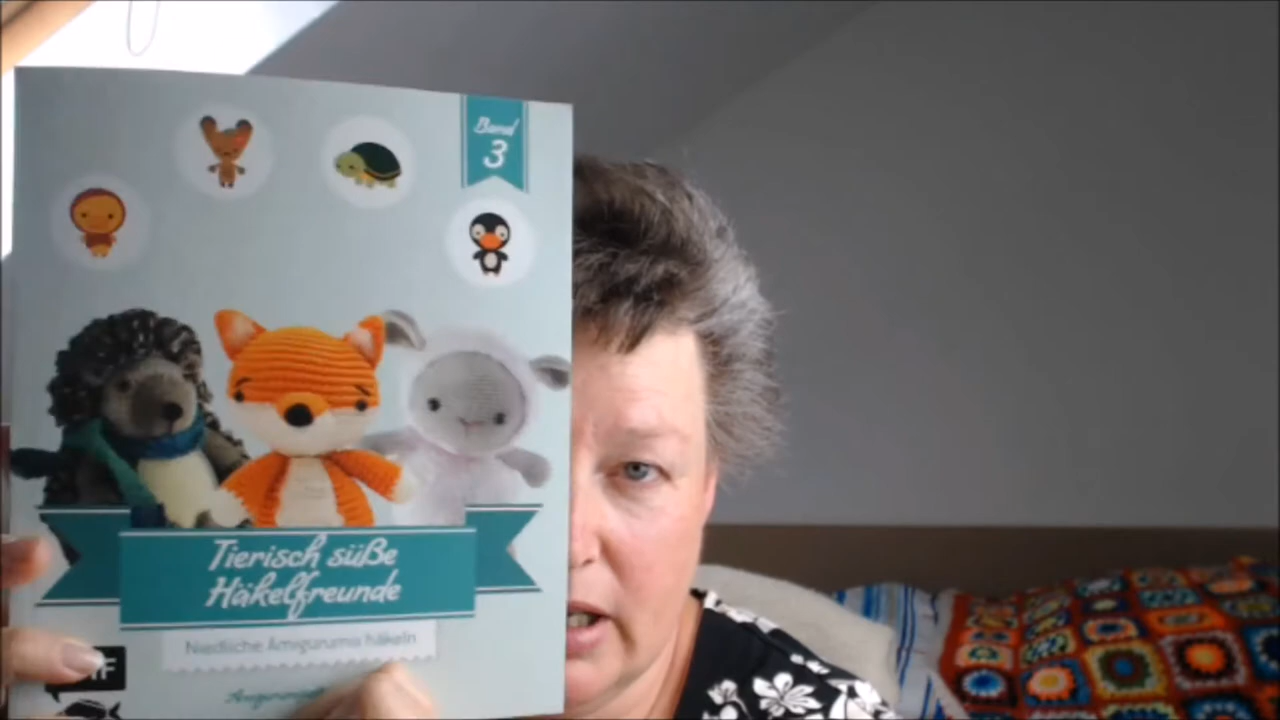 Band
3
Tierisch süße
Häkelfreunde
Niedliche Amigurumis häkeln